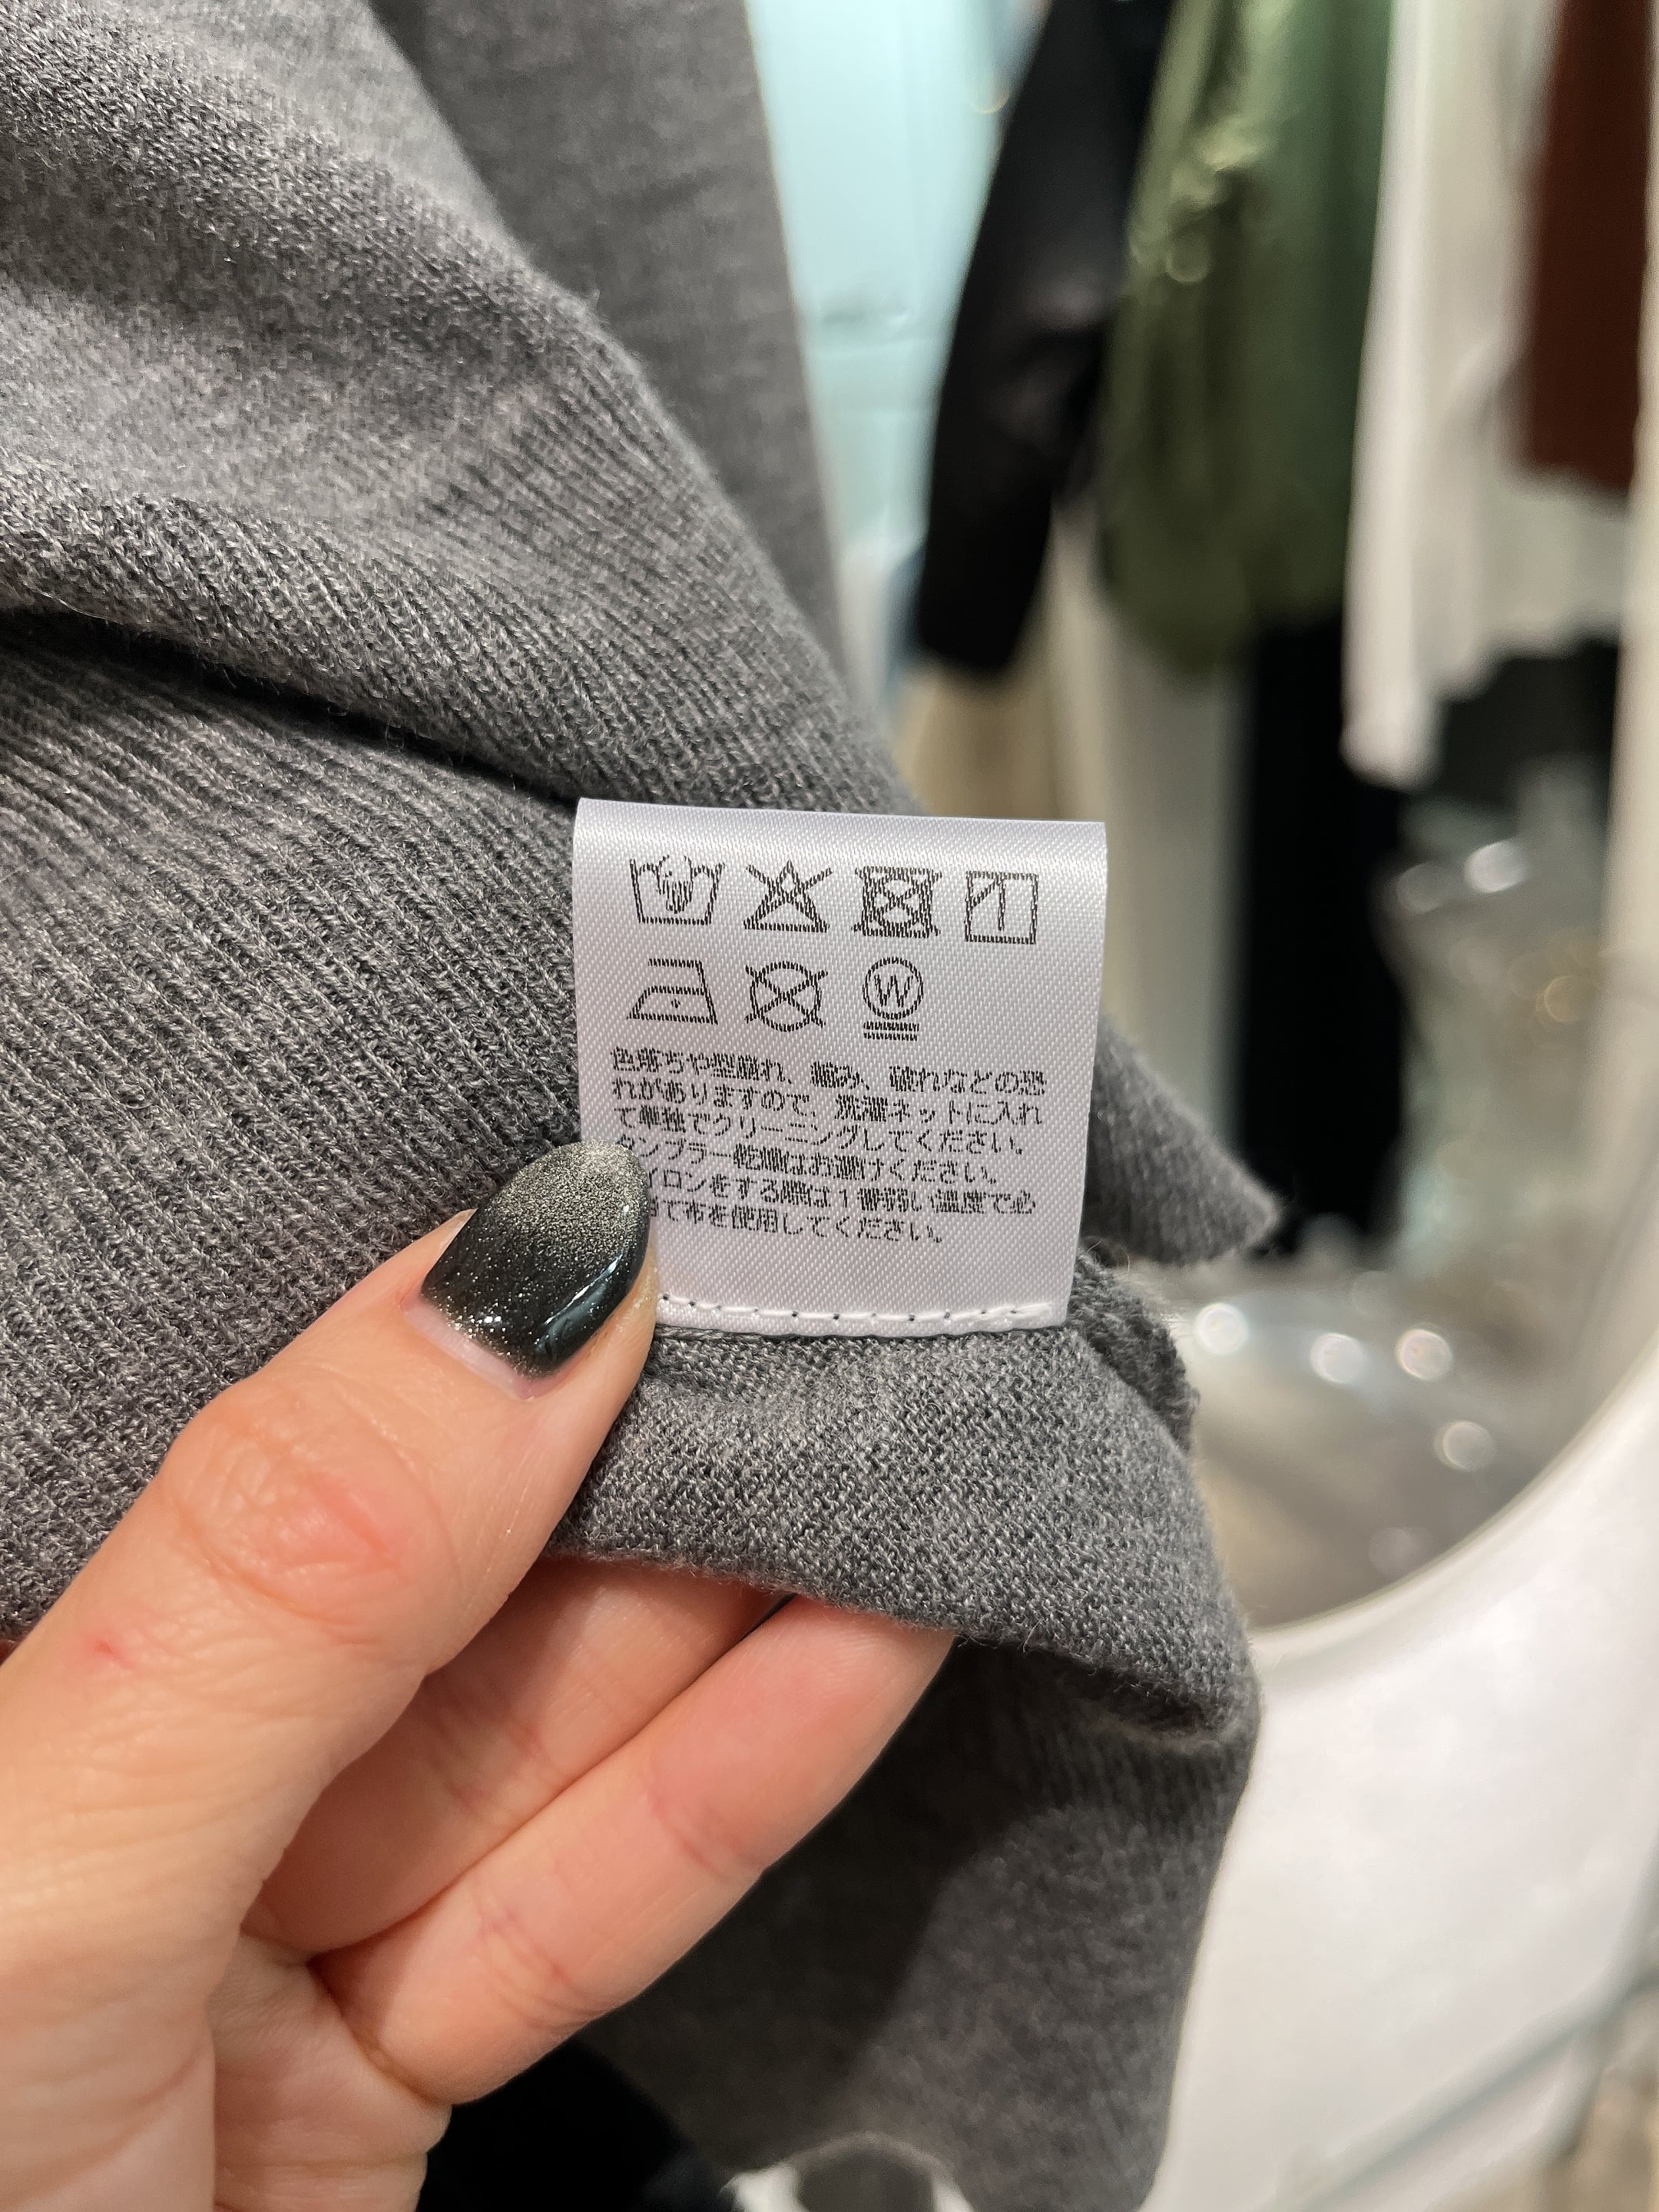 W
色落ちや型崩れ、縮み、破れなどの恐
れがありますので、洗濯ネットに入れ
て単独でクリーニングしてください。
タンブラー乾燥はお避けください。
イロンをする際は1番弱い温度で必
当て布を使用してください。